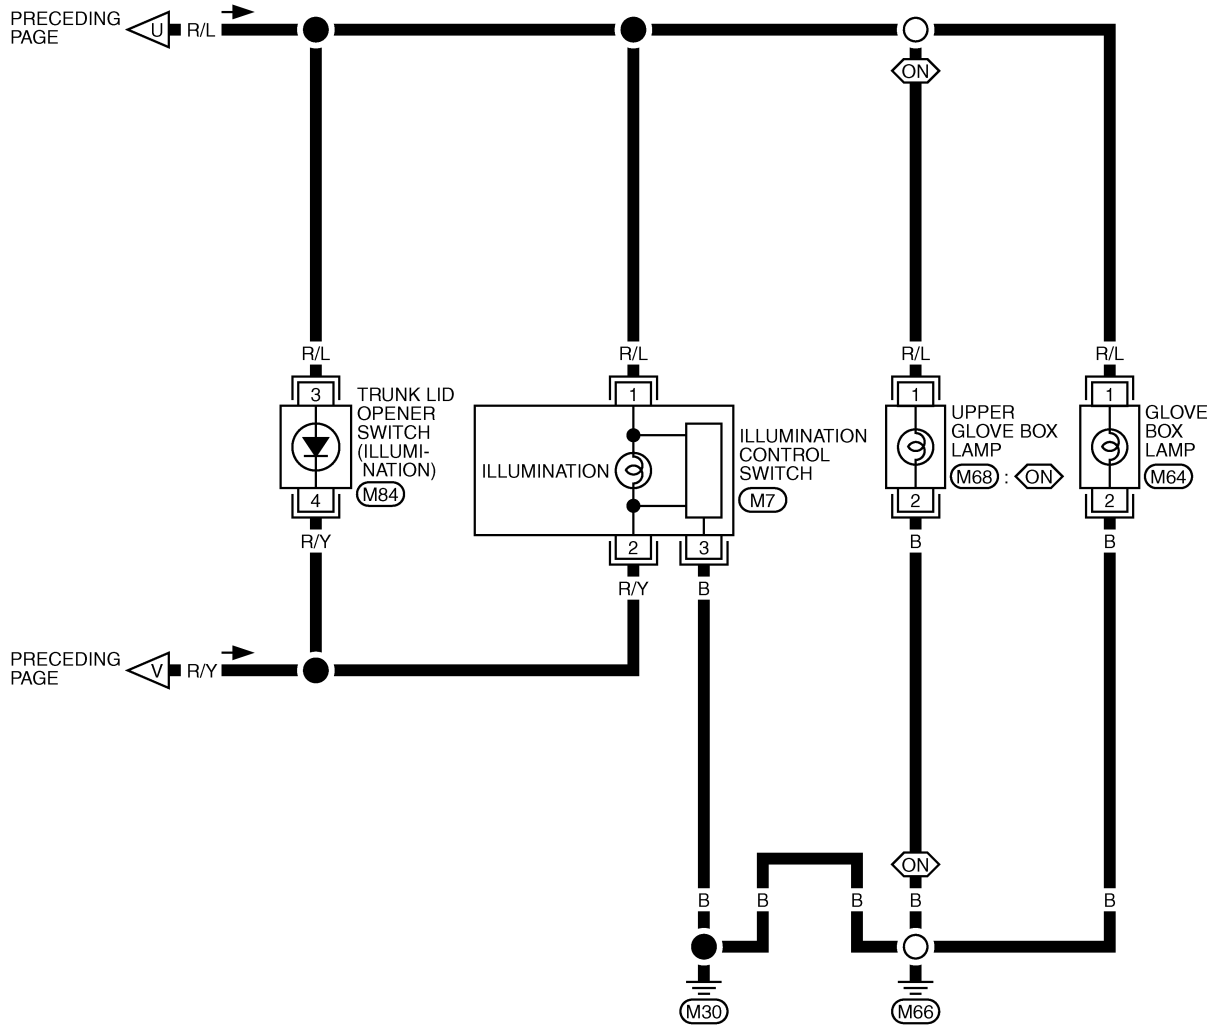 PRECEDING
PAGE
U
R/L
ON
R/L
R/L
R/L
R/L
3
TRUNK LID
OPENER
SWITCH
(ILLUMI-
NATION)
M84
4
R/Y
1
ILLUMINATION
ILLUMINATION
CONTROL
SWITCH
M7
2
3
R/Y
B
1
UPPER
GLOVE BOX
LAMP
M68 : ON
2
B
1
GLOVE
BOX
LAMP
M64
2
B
PRECEDING
PAGE
V
R/Y
ON
B
B
B
B
B
M30
M66